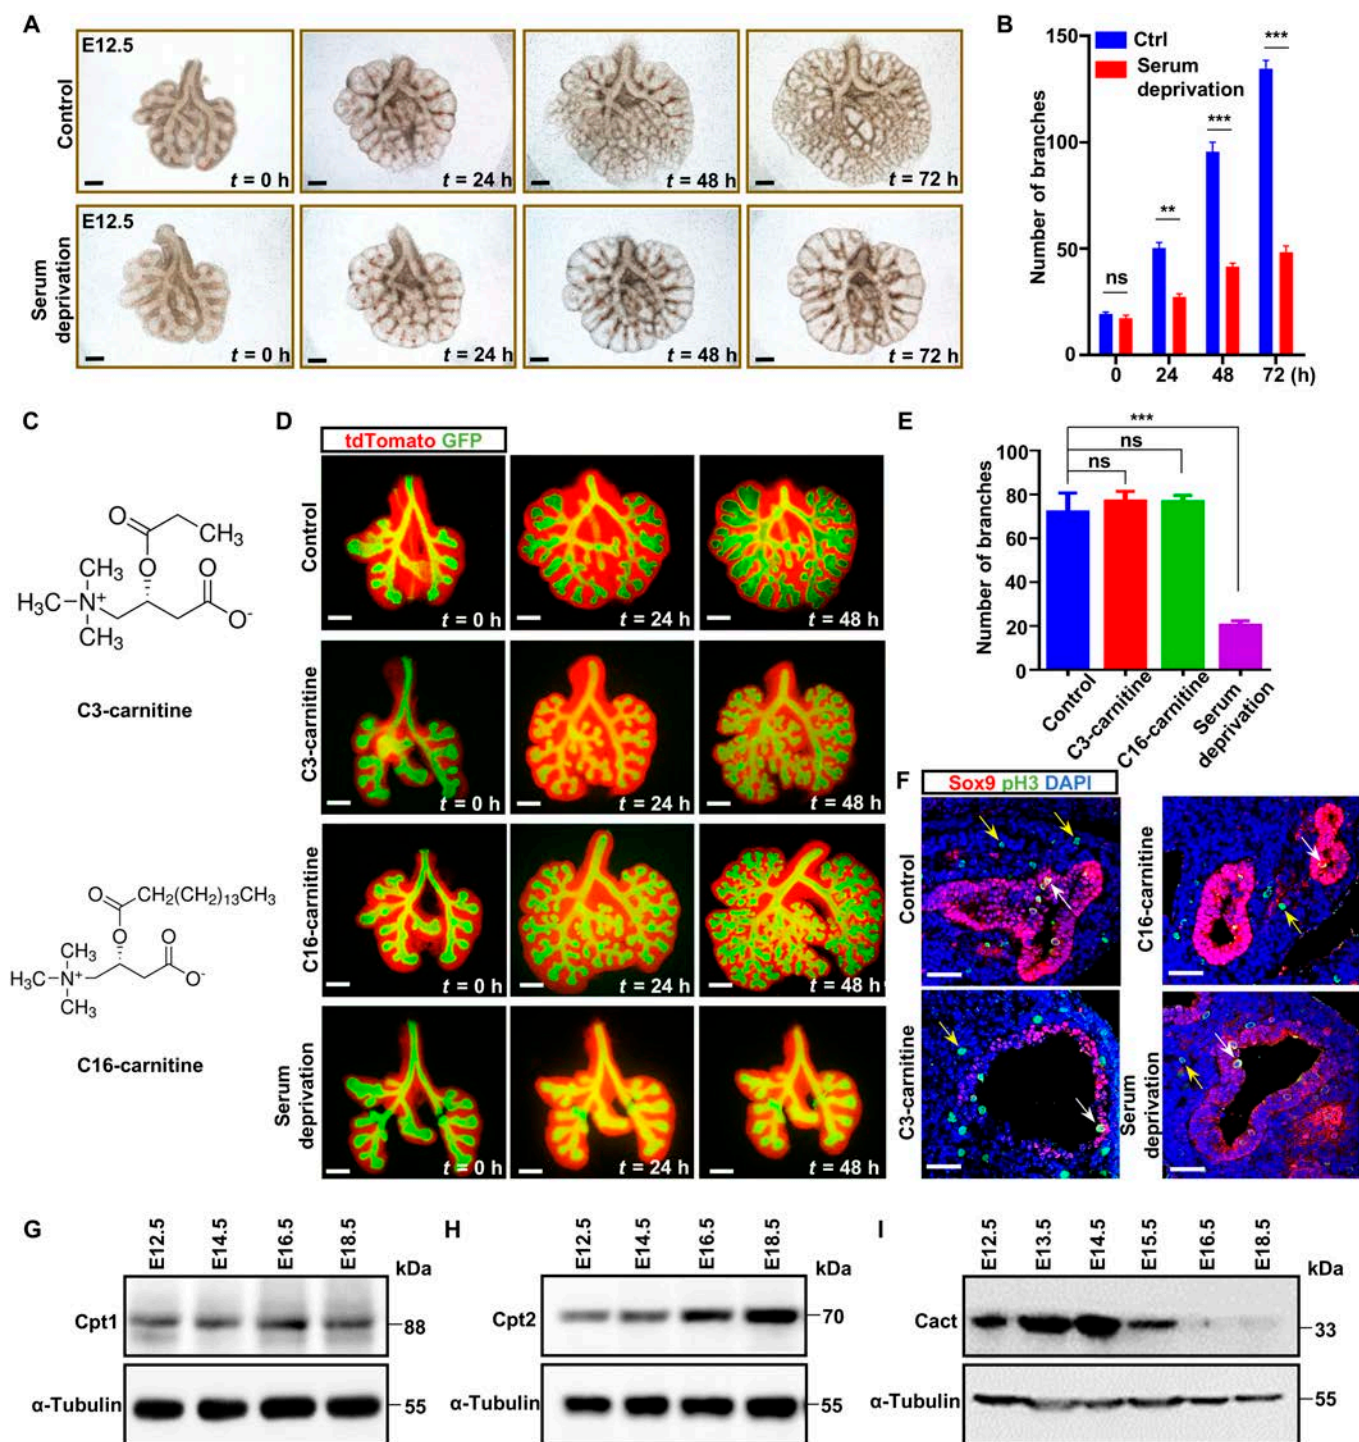 A
E12.5
Control
t = 0 h
t = 24 h
t = 48 h
t = 72 h
E12.5
Serum
deprivation
t = 0 h
t = 24 h
t = 48 h
t = 72 h
B
150
100
50
0
Number of branches
Ctrl
Serum
deprivation
ns
**
***
***
0
24
48
72 (h)
C
O
CH₃
CH₃
H₃C
N⁺
CH₃
O
O
O⁻
C3-carnitine
O
CH₂(CH₂)₁₃CH₃
O
O
CH₃
H₃C
N⁺
CH₃
O⁻
C16-carnitine
D
tdTomato GFP
Control
t = 0 h
t = 24 h
t = 48 h
C3-carnitine
t = 0 h
t = 24 h
t = 48 h
C16-carnitine
t = 0 h
t = 24 h
t = 48 h
Serum
deprivation
t = 0 h
t = 24 h
t = 48 h
E
***
ns
ns
100
80
60
40
20
0
Number of branches
Control
C3-carnitine
C16-carnitine
Serum
deprivation
F
Sox9 pH3 DAPI
Control
C16-carnitine
C3-carnitine
Serum
deprivation
G
E12.5
E14.5
E16.5
E18.5
kDa
Cpt1
88
α-Tubulin
55
H
E12.5
E14.5
E16.5
E18.5
kDa
Cpt2
70
α-Tubulin
55
I
E12.5
E13.5
E14.5
E15.5
E16.5
E18.5
kDa
Cact
33
α-Tubulin
55